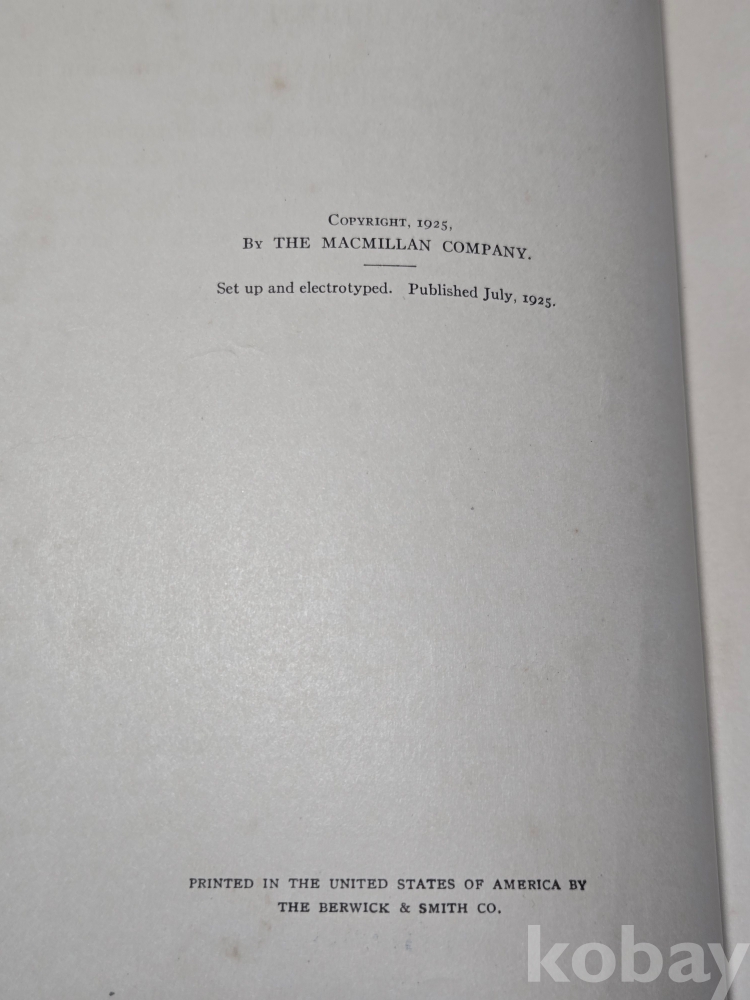 COPYRIGHT, 1925,
BY THE MACMILLAN COMPANY.
Set up and electrotyped. Published July, 1925.
PRINTED IN THE UNITED STATES OF AMERICA BY
THE BERWICK & SMITH CO.
kobay